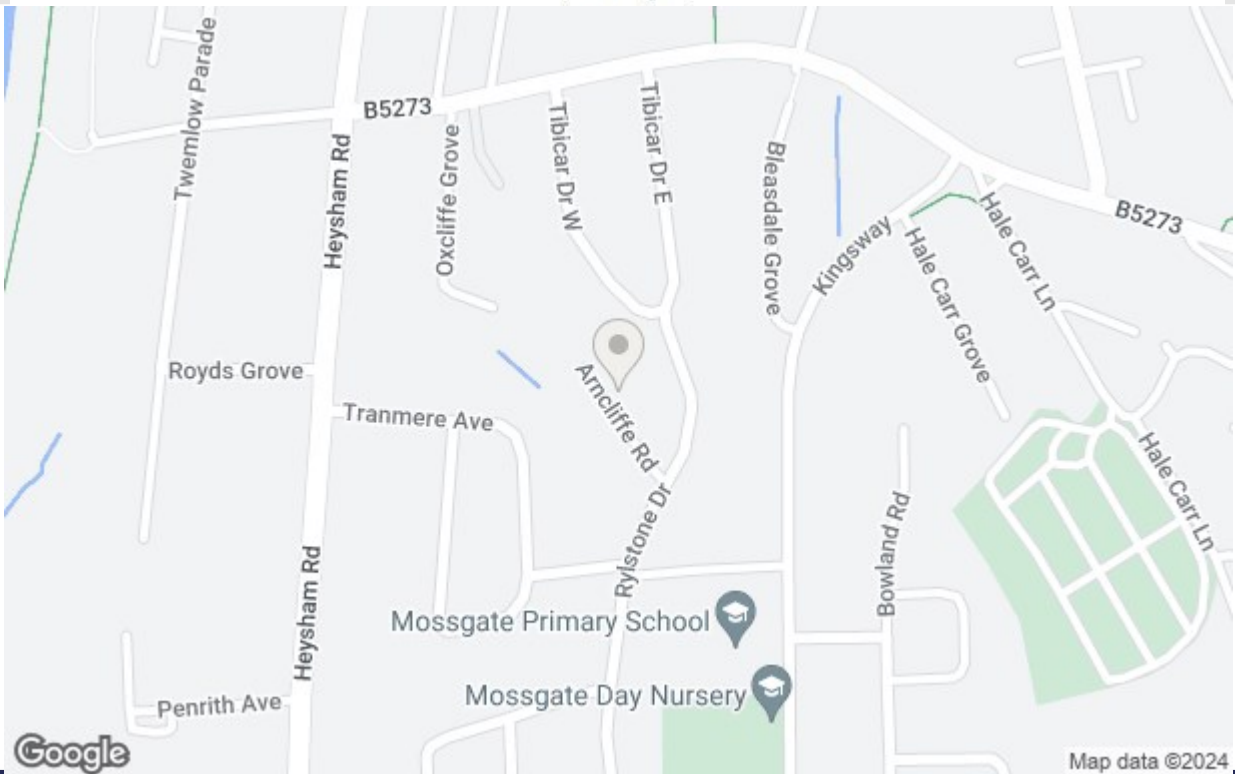 Twemlow Parade
Heysham Rd
B5273
Oxcliffe Grove
Tibicar Dr W
Tibicar Dr E
Bleasdale Grove
Kingsway
Hale Carr Grove
Hale Carr Ln
B5273
Royds Grove
Tranmere Ave
Arncliffe Rd
Rylstone Dr
Bowland Rd
Hale Carr Ln
Heysham Rd
Mossgate Primary School
Mossgate Day Nursery
Penrith Ave
Google
Map data ©2024